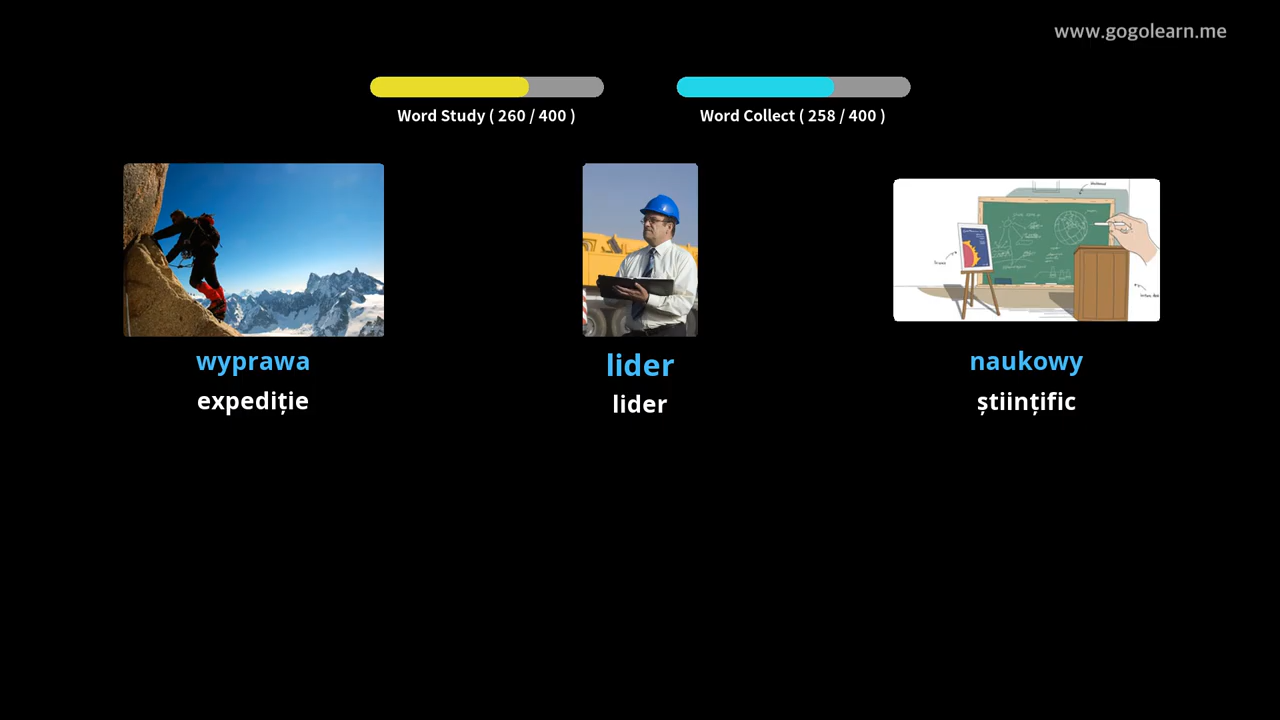 www.gogolearn.me
Word Study ( 260 / 400 )
Word Collect ( 258 / 400 )
wyprawa
lider
naukowy
expediție
lider
științific